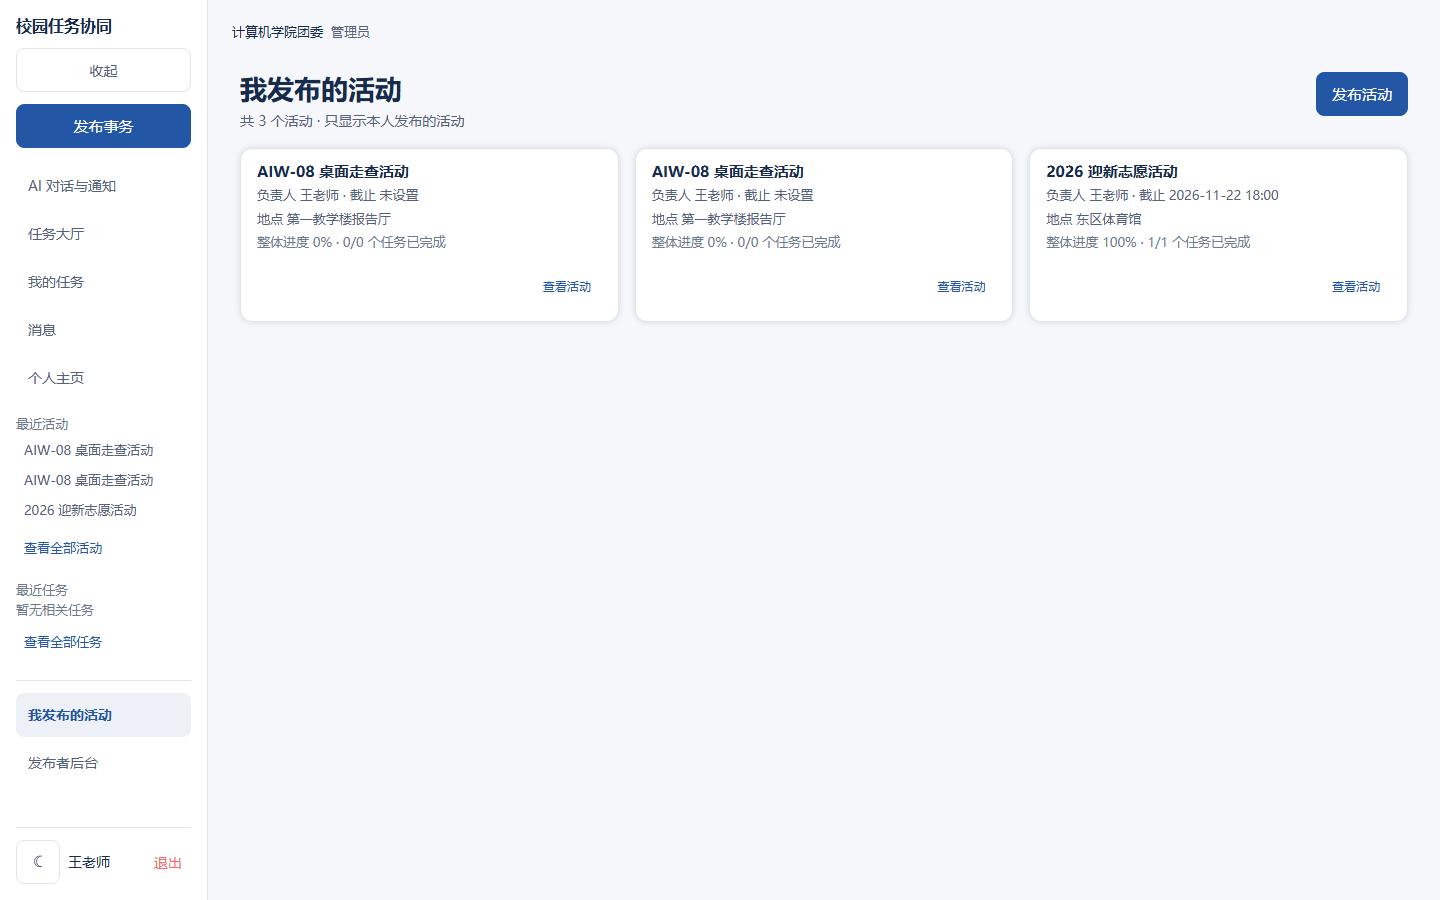 校园任务协同
收起
发布事务
AI 对话与通知
任务大厅
我的任务
消息
个人主页
最近活动
AIW-08 桌面走查活动
AIW-08 桌面走查活动
2026 迎新志愿活动
查看全部活动
最近任务
暂无相关任务
查看全部任务
我发布的活动
发布者后台
王老师
退出
计算机学院团委 管理员
我发布的活动
共 3 个活动 · 只显示本人发布的活动
发布活动
AIW-08 桌面走查活动
负责人 王老师 · 截止 未设置
地点 第一教学楼报告厅
整体进度 0% · 0/0 个任务已完成
查看活动
AIW-08 桌面走查活动
负责人 王老师 · 截止 未设置
地点 第一教学楼报告厅
整体进度 0% · 0/0 个任务已完成
查看活动
2026 迎新志愿活动
负责人 王老师 · 截止 2026-11-22 18:00
地点 东区体育馆
整体进度 100% · 1/1 个任务已完成
查看活动